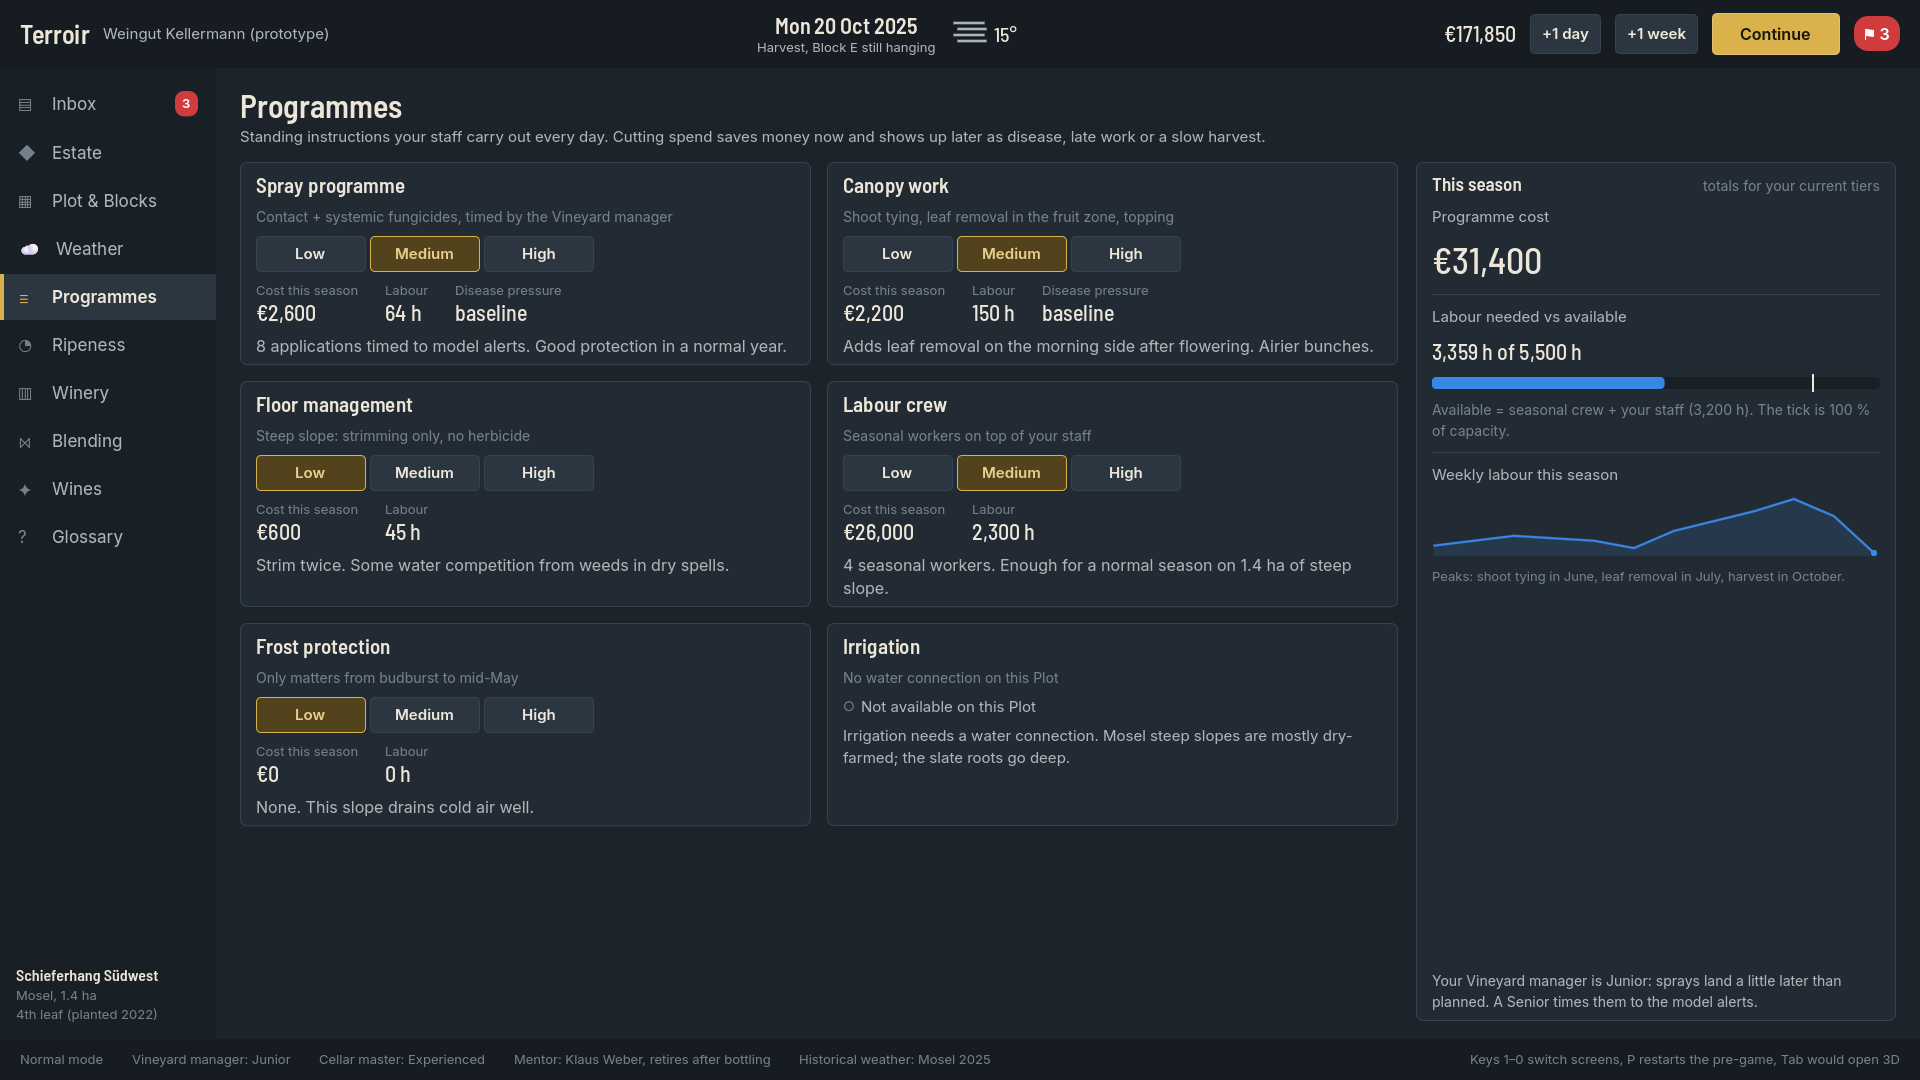 Terroir
Weingut Kellermann (prototype)
Mon 20 Oct 2025
Harvest, Block E still hanging
15°
€171,850
+1 day
+1 week
Continue
3
Inbox
3
Estate
Plot & Blocks
Weather
Programmes
Ripeness
Winery
Blending
Wines
? Glossary
Schieferhang Südwest
Mosel, 1.4 ha
4th leaf (planted 2022)
Programmes
Standing instructions your staff carry out every day. Cutting spend saves money now and shows up later as disease, late work or a slow harvest.
Spray programme
Contact + systemic fungicides, timed by the Vineyard manager
Low Medium High
Cost this season Labour Disease pressure
€2,600 64 h baseline
8 applications timed to model alerts. Good protection in a normal year.
Canopy work
Shoot tying, leaf removal in the fruit zone, topping
Low Medium High
Cost this season Labour Disease pressure
€2,200 150 h baseline
Adds leaf removal on the morning side after flowering. Airier bunches.
Floor management
Steep slope: strimming only, no herbicide
Low Medium High
Cost this season Labour
€600 45 h
Strim twice. Some water competition from weeds in dry spells.
Labour crew
Seasonal workers on top of your staff
Low Medium High
Cost this season Labour
€26,000 2,300 h
4 seasonal workers. Enough for a normal season on 1.4 ha of steep
slope.
Frost protection
Only matters from budburst to mid-May
Low Medium High
Cost this season Labour
€0 0 h
None. This slope drains cold air well.
Irrigation
No water connection on this Plot
Not available on this Plot
Irrigation needs a water connection. Mosel steep slopes are mostly dry-
farmed; the slate roots go deep.
This season
totals for your current tiers
Programme cost
€31,400
Labour needed vs available
3,359 h of 5,500 h
Available = seasonal crew + your staff (3,200 h). The tick is 100 %
of capacity.
Weekly labour this season
Peaks: shoot tying in June, leaf removal in July, harvest in October.
Your Vineyard manager is Junior: sprays land a little later than
planned. A Senior times them to the model alerts.
Normal mode
Vineyard manager: Junior
Cellar master: Experienced
Mentor: Klaus Weber, retires after bottling
Historical weather: Mosel 2025
Keys 1–0 switch screens, P restarts the pre-game, Tab would open 3D